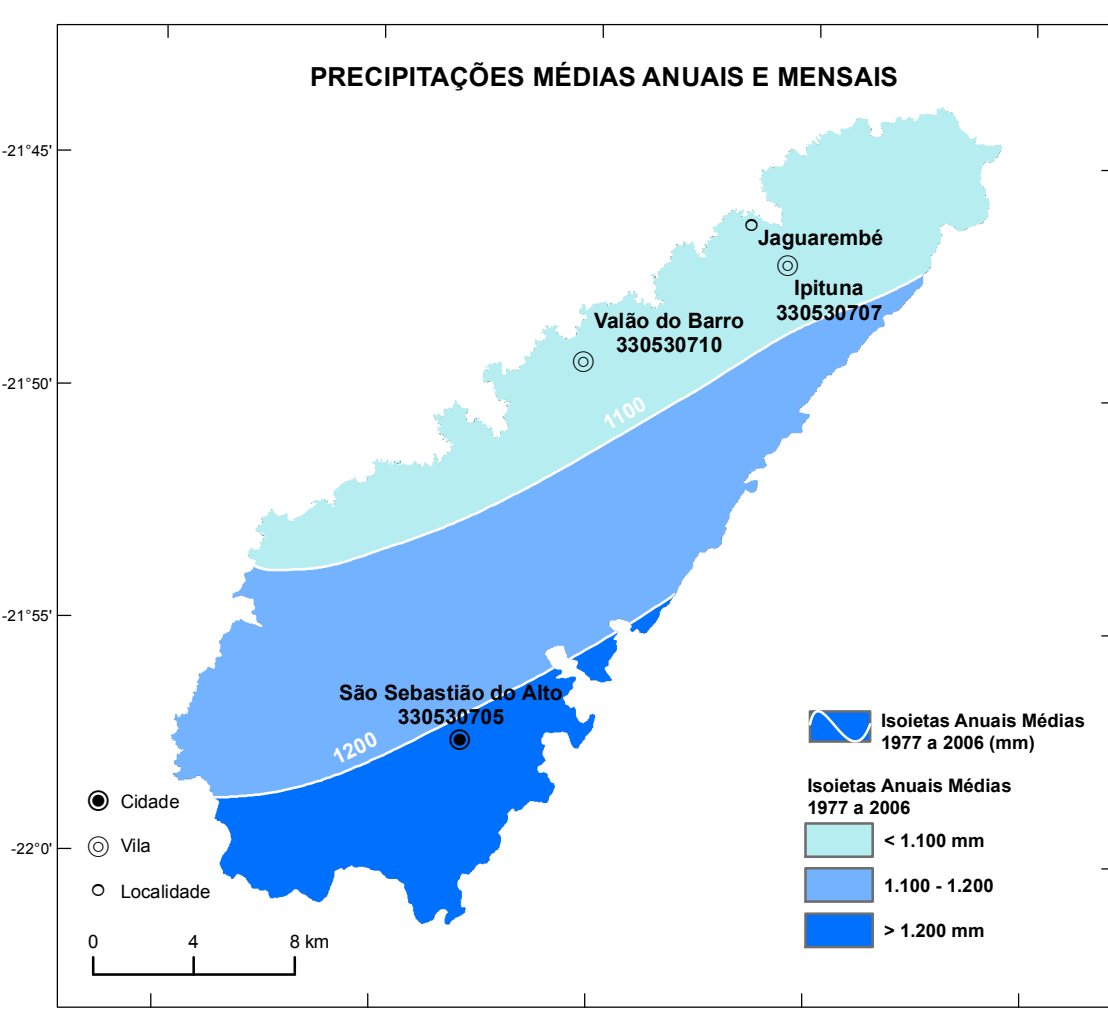 PRECIPITAÇÕES MÉDIAS ANUAIS E MENSAIS
-21°45'
Jaguarembé
Ipituna
330530707
Valão do Barro
330530710
-21°50'
1100
-21°55'
São Sebastião do Alto
330530705
1200
Isoietas Anuais Médias
1977 a 2006 (mm)
Isoietas Anuais Médias
1977 a 2006
< 1.100 mm
1.100 - 1.200
> 1.200 mm
Cidade
Vila
-22°0'
Localidade
0 4 8 km